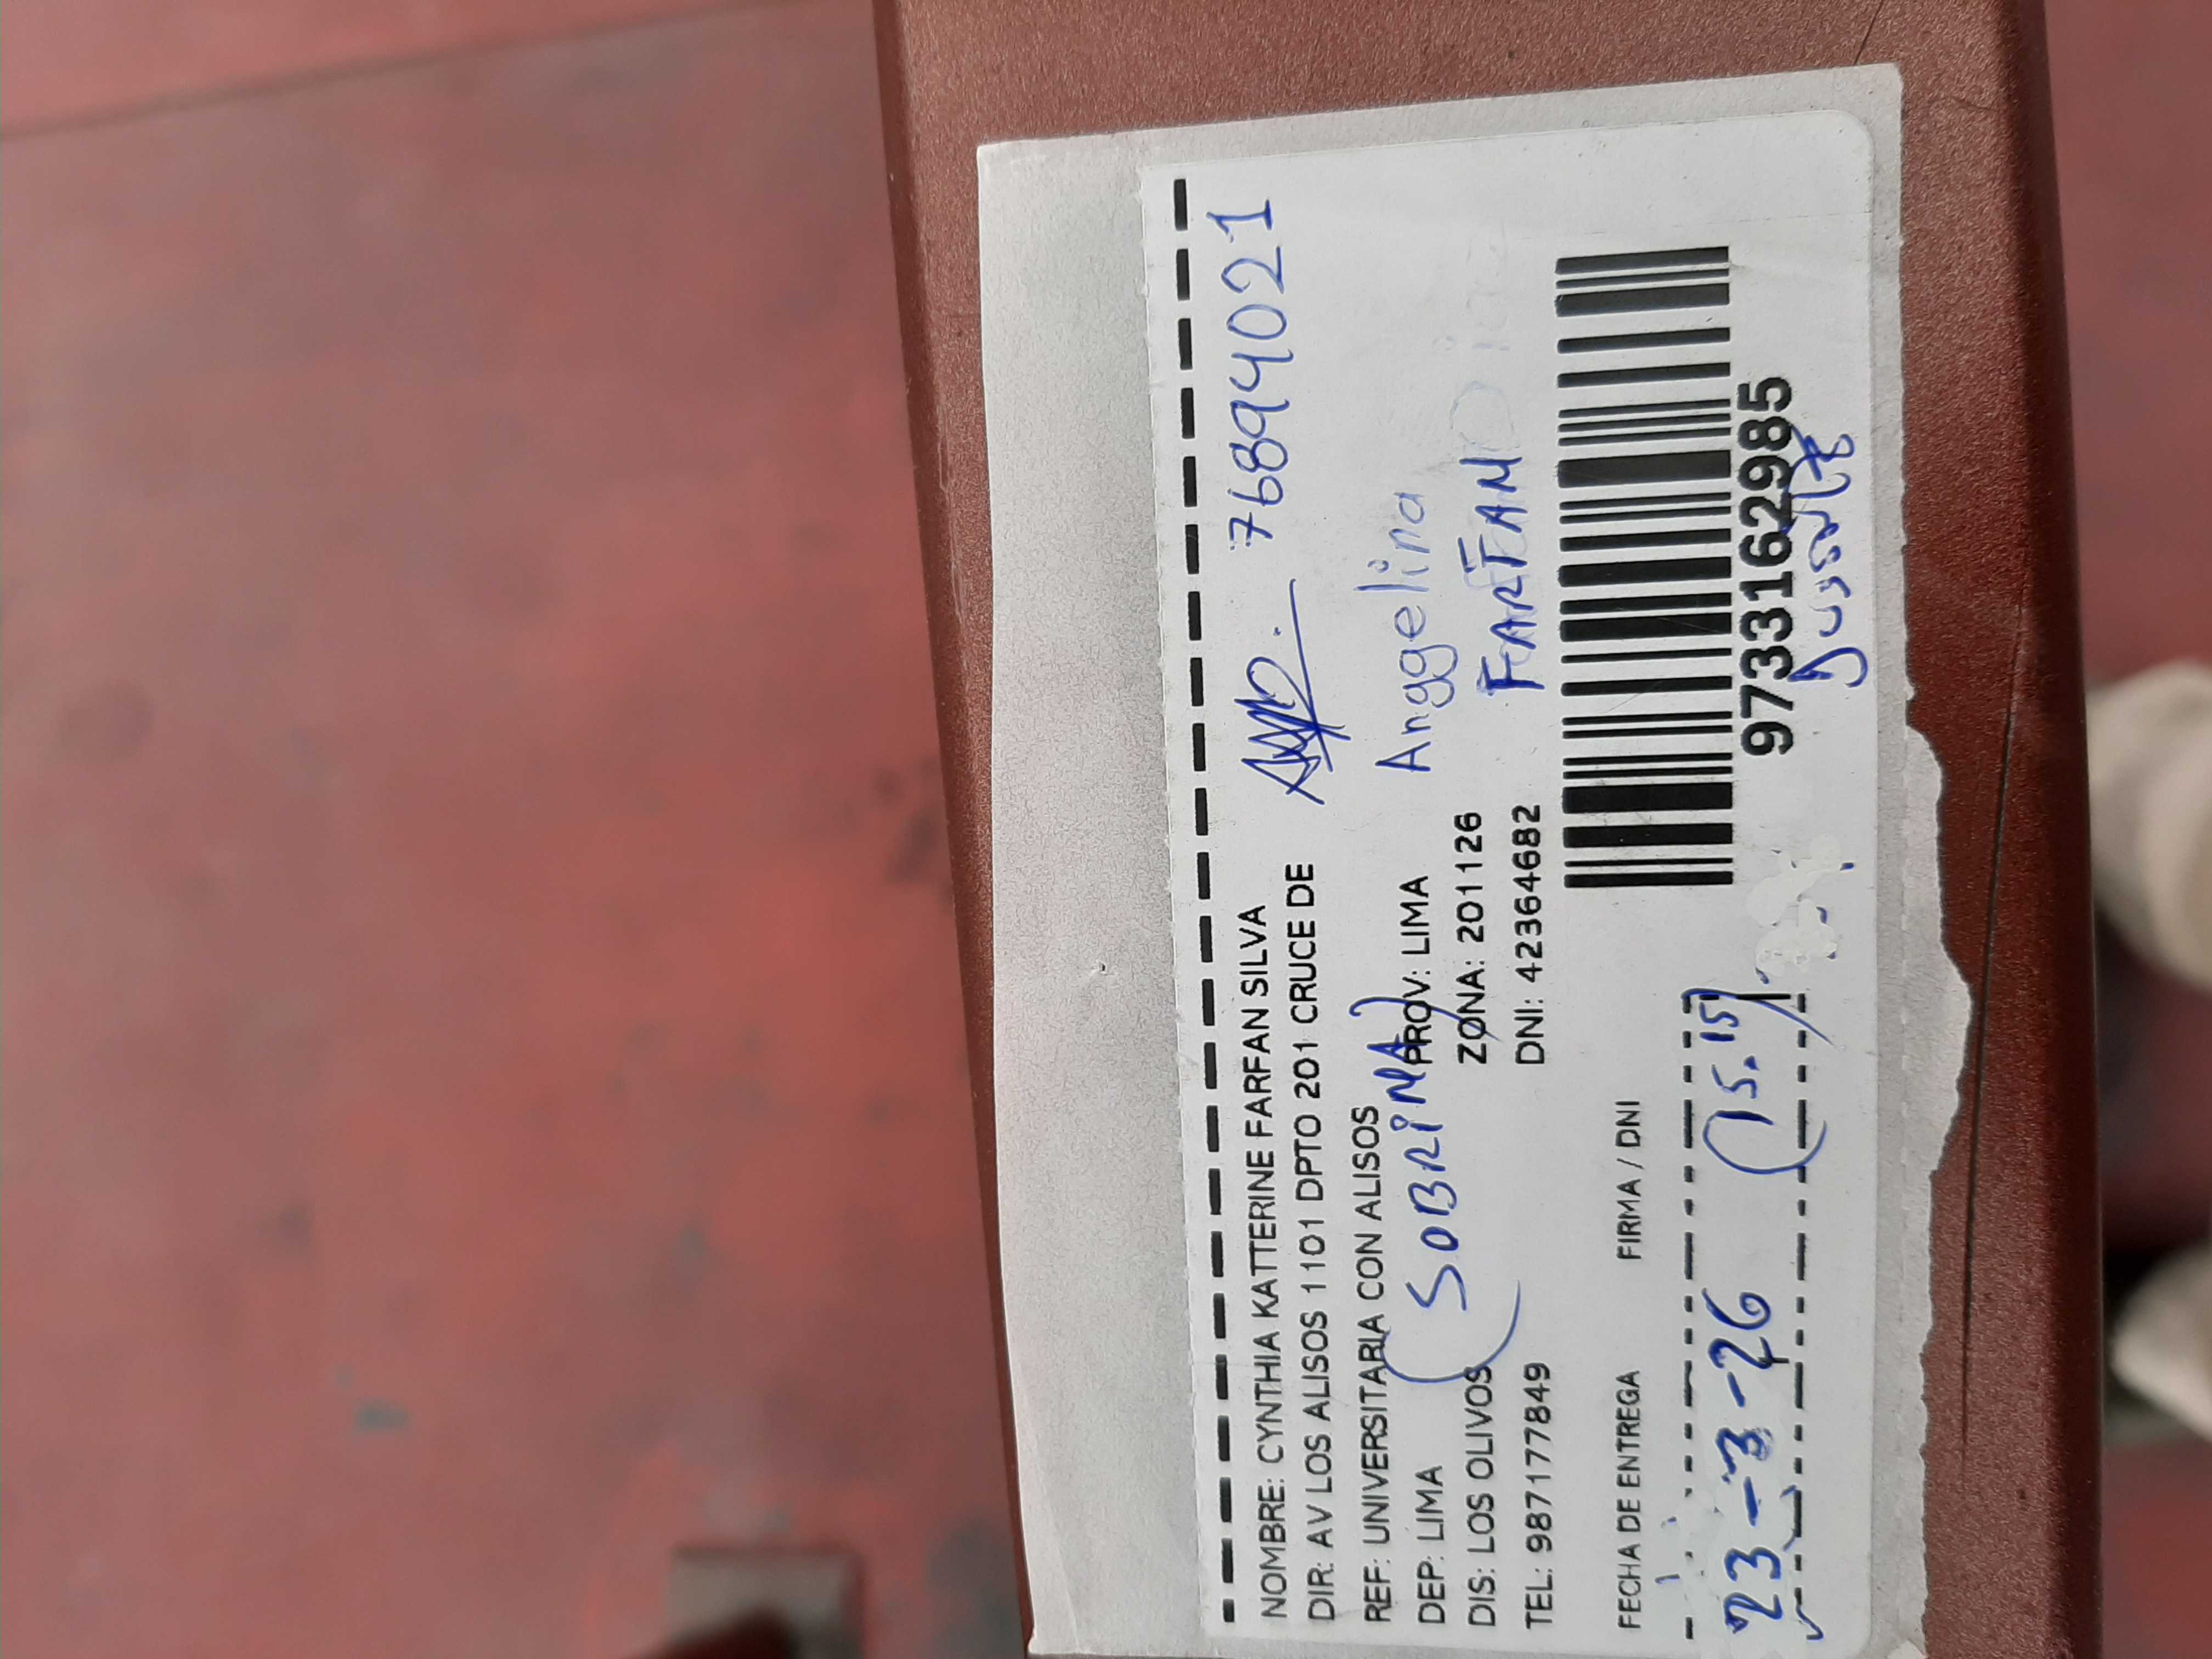 NOMBRE: CYNTHIA KATTERINE FARFAN SILVA
DIR: AV LOS ALISOS 1101 DPTO 201 CRUCE DE
76894021
REF: UNIVERSITARIA CON ALISOS
(SOBRINA)
Anggelina
FARFAN
DEP: LIMA PROV: LIMA
DIS: LOS OLIVOS ZONA: 201126
TEL: 987177849 DNI: 42364682
FECHA DE ENTREGA FIRMA / DNI
9733162985
23-3-26